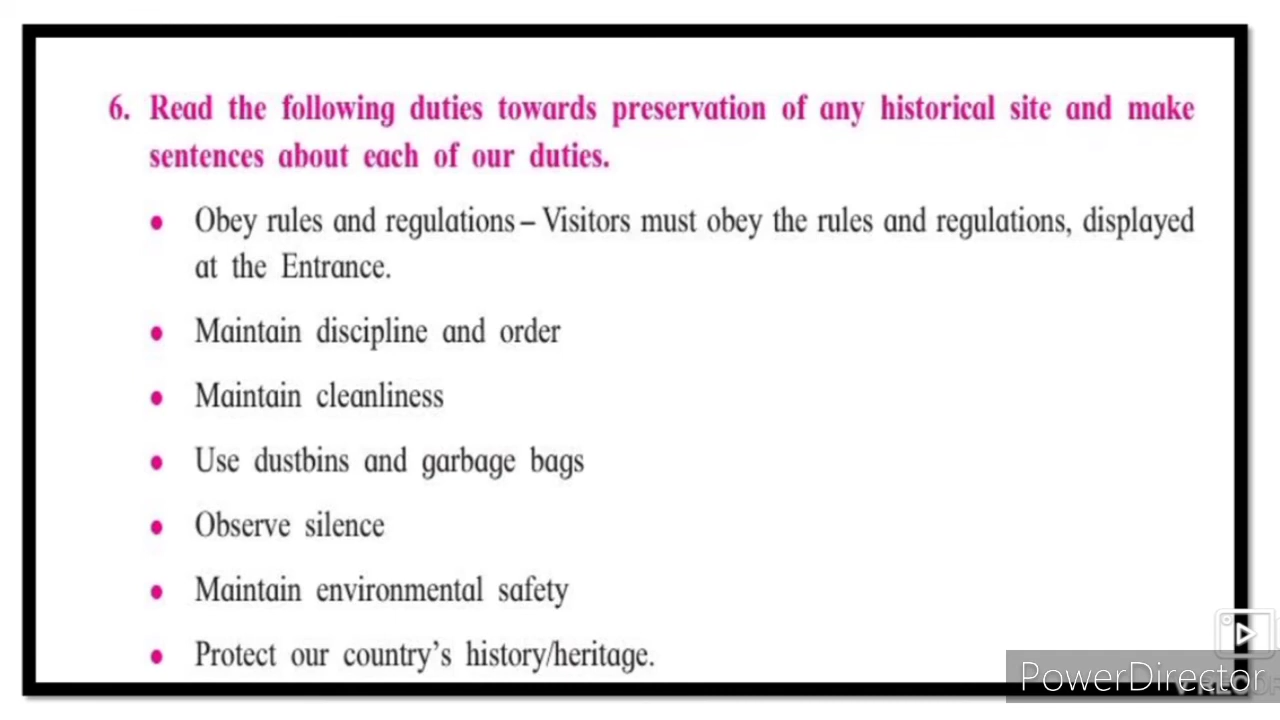 6. Read the following duties towards preservation of any historical site and make
sentences about each of our duties.
• Obey rules and regulations – Visitors must obey the rules and regulations, displayed
at the Entrance.
• Maintain discipline and order
• Maintain cleanliness
• Use dustbins and garbage bags
• Observe silence
• Maintain environmental safety
• Protect our country's history/heritage.
PowerDirector